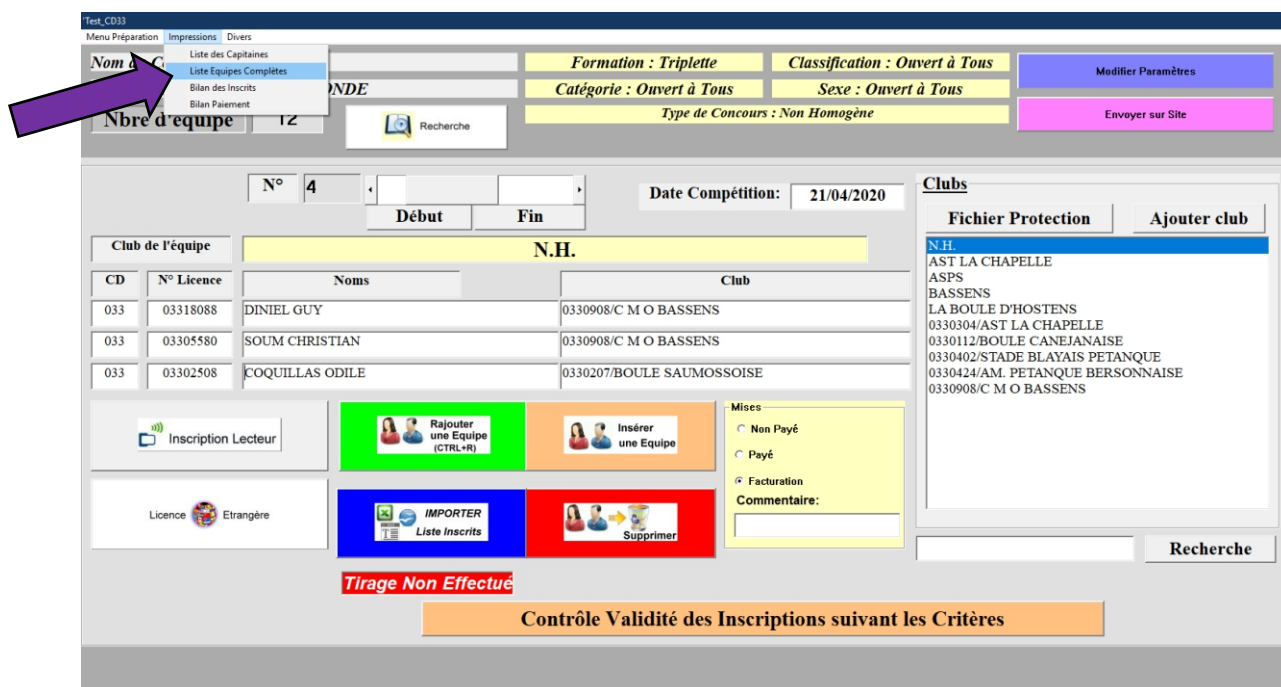 'Test_CD33
Menu Préparation Impressions Divers
Liste des Capitaines
Liste Equipes Complètes
Bilan des Inscrits
Bilan Paiement
Nom d
NDE
Nbre d'équipe 12
Recherche
Formation : Triplette Classification : Ouvert à Tous
Catégorie : Ouvert à Tous Sexe : Ouvert à Tous
Type de Concours : Non Homogène
Modifier Paramètres
Envoyer sur Site
N° 4
Début Fin
Date Compétition: 21/04/2020
Club de l'équipe N.H.
CD N° Licence Noms Club
033 03318088 DINIEL GUY 0330908/C M O BASSENS
033 03305580 SOUM CHRISTIAN 0330908/C M O BASSENS
033 03302508 COQUILLAS ODILE 0330207/BOULE SAUMOSSOISE
Clubs
Fichier Protection Ajouter club
N.H.
AST LA CHAPELLE
ASPS
BASSENS
LA BOULE D'HOSTENS
0330304/AST LA CHAPELLE
0330112/BOULE CANEJANAISE
0330402/STADE BLAYAIS PETANQUE
0330424/AM. PETANQUE BERSONNAISE
0330908/C M O BASSENS
Recherche
Inscription Lecteur
Rajouter
une Equipe
(CTRL+R)
Insérer
une Equipe
Mises
Non Payé
Payé
Facturation
Commentaire:
Licence Etrangère
IMPORTER
Liste Inscrits
Supprimer
Tirage Non Effectué
Contrôle Validité des Inscriptions suivant les Critères